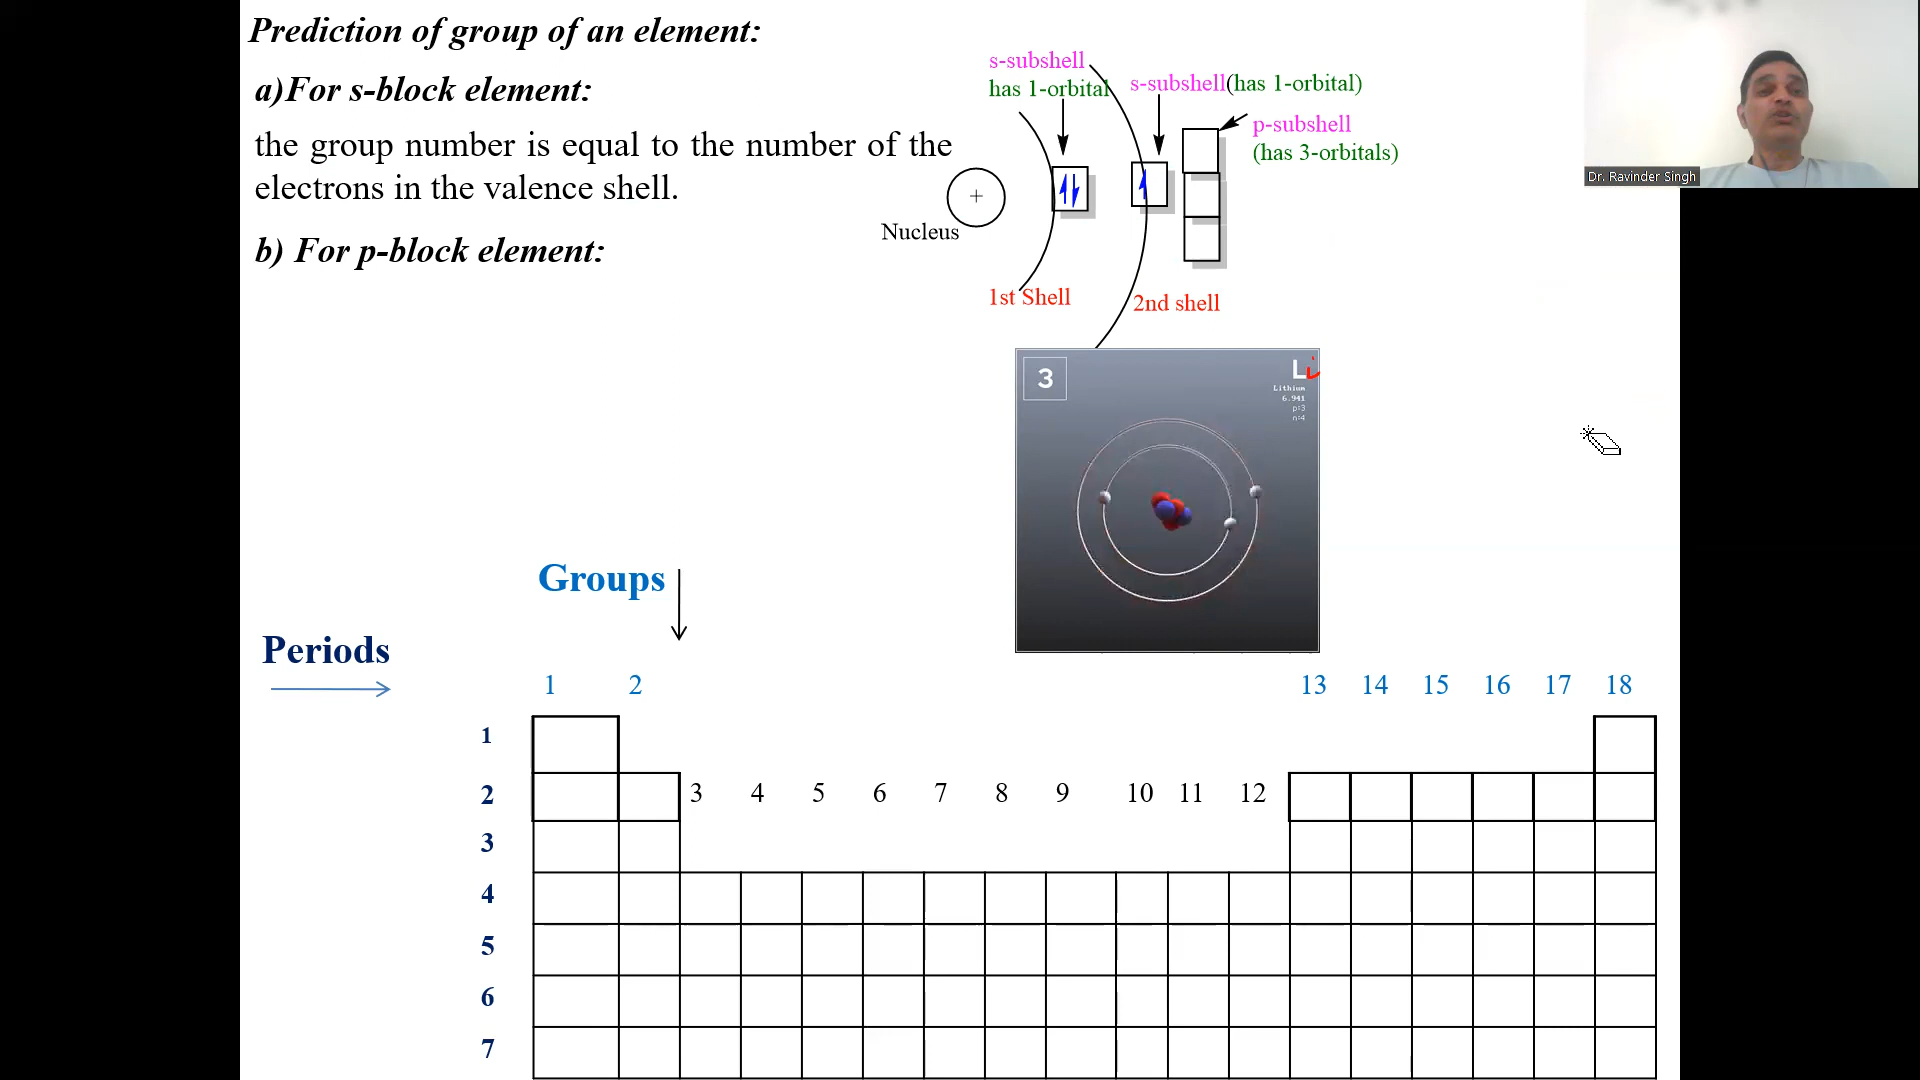 Prediction of group of an element:
a)For s-block element:
the group number is equal to the number of the
electrons in the valence shell.
b) For p-block element:
s-subshell
has 1-orbital
s-subshell(has 1-orbital)
p-subshell
(has 3-orbitals)
+
Nucleus
1st Shell
2nd shell
Dr. Ravinder Singh
3
Li
Lithium
6.941
p:3
n:4
Groups
Periods
1 2 13 14 15 16 17 18
1
2 3 4 5 6 7 8 9 10 11 12
3
4
5
6
7